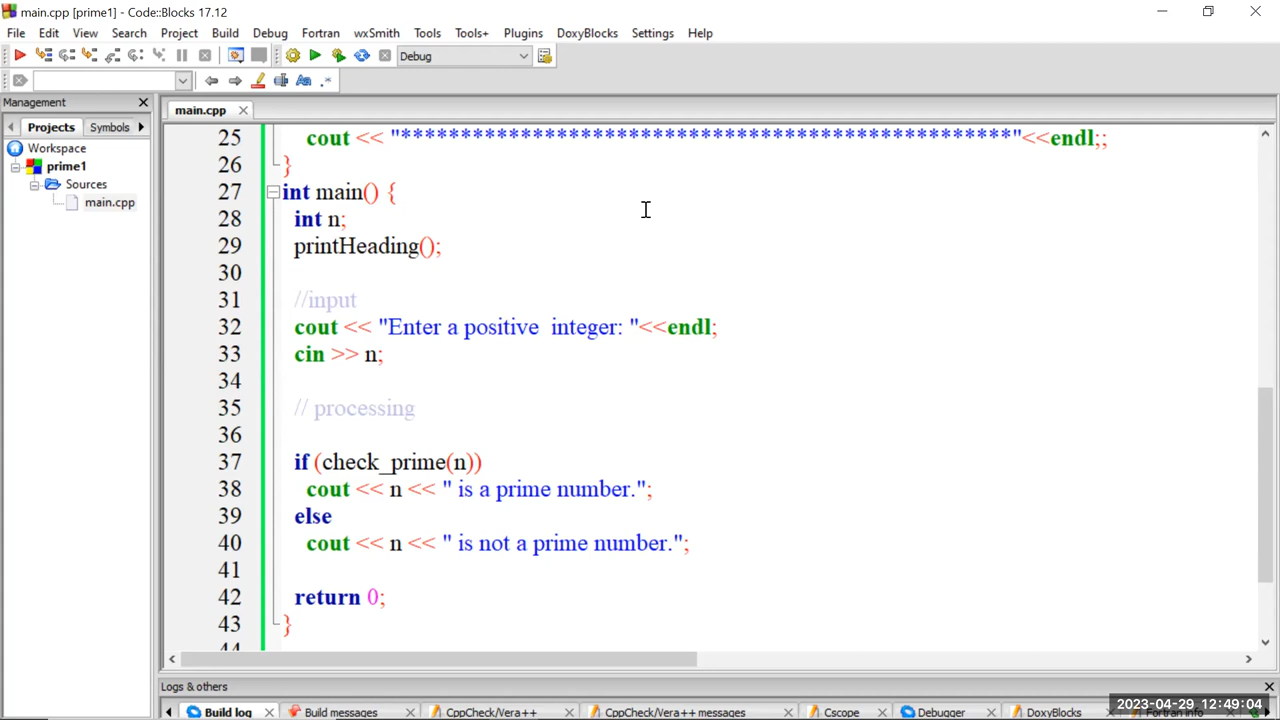 main.cpp [prime1] - Code::Blocks 17.12
File Edit View Search Project Build Debug Fortran wxSmith Tools Tools+ Plugins DoxyBlocks Settings Help
Debug
Management
main.cpp
Projects Symbols
Workspace
prime1
Sources
main.cpp
25 cout << "***************************************************"<<endl;;
26 }
27 int main() {
28 int n;
29 printHeading();
30
31 //input
32 cout << "Enter a positive  integer: "<<endl;
33 cin >> n;
34
35 // processing
36
37 if (check_prime(n))
38 cout << n << " is a prime number.";
39 else
40 cout << n << " is not a prime number.";
41
42 return 0;
43 }
44
Logs & others
Build log Build messages CppCheck/Vera++ CppCheck/Vera++ messages Cscope Debugger DoxyBlocks Fortran info
2023-04-29 12:49:04